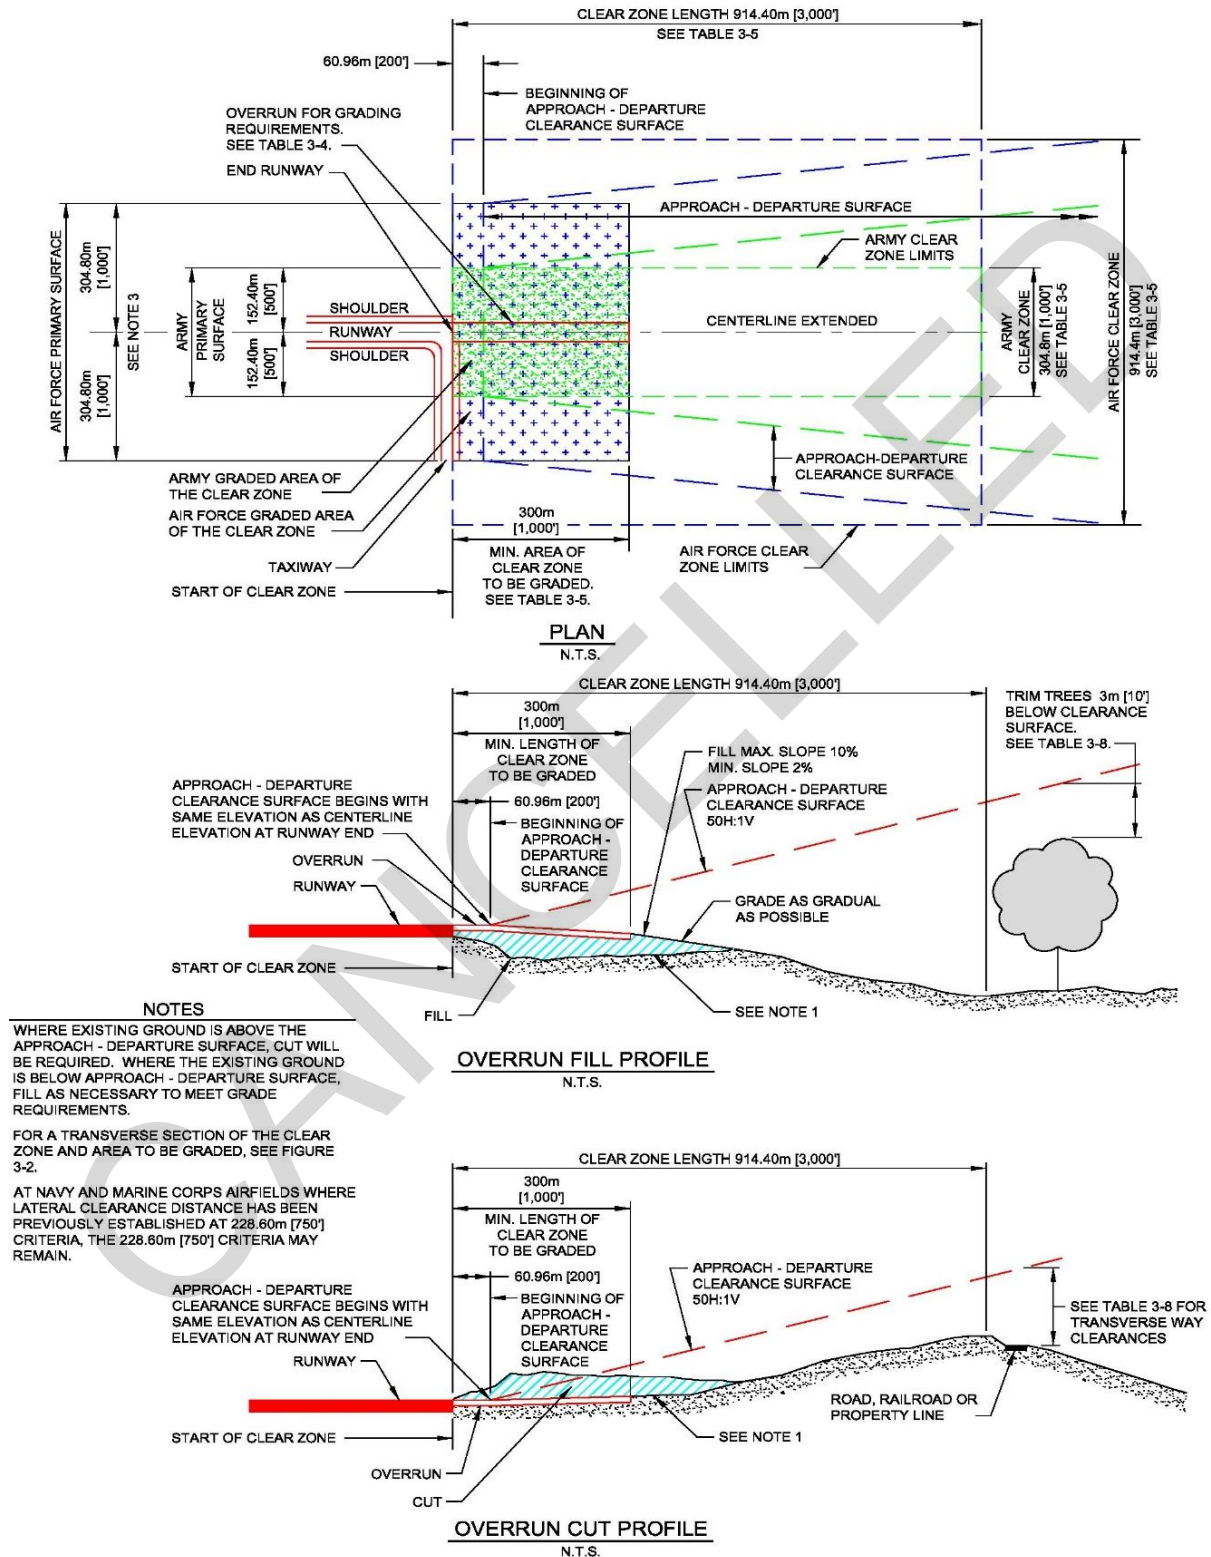 CLEAR ZONE LENGTH 914.40m [3,000']
SEE TABLE 3-5
60.96m [200']
BEGINNING OF
APPROACH - DEPARTURE
CLEARANCE SURFACE
OVERRUN FOR GRADING
REQUIREMENTS.
SEE TABLE 3-4.
END RUNWAY
APPROACH - DEPARTURE SURFACE
ARMY CLEAR
ZONE LIMITS
AIR FORCE PRIMARY SURFACE
304.80m
[1,000']
304.80m
[1,000']
SEE NOTE 3
ARMY
PRIMARY
SURFACE
152.40m
[500']
152.40m
[500']
SHOULDER
RUNWAY
SHOULDER
CENTERLINE EXTENDED
ARMY
CLEAR ZONE
304.8m [1,000']
SEE TABLE 3-5
AIR FORCE CLEAR ZONE
914.4m [3,000']
SEE TABLE 3-5
APPROACH-DEPARTURE
CLEARANCE SURFACE
ARMY GRADED AREA OF
THE CLEAR ZONE
AIR FORCE GRADED AREA
OF THE CLEAR ZONE
TAXIWAY
START OF CLEAR ZONE
300m
[1,000']
MIN. AREA OF
CLEAR ZONE
TO BE GRADED.
SEE TABLE 3-5.
AIR FORCE CLEAR
ZONE LIMITS
PLAN
N.T.S.
CLEAR ZONE LENGTH 914.40m [3,000']
300m
[1,000']
MIN. LENGTH OF
CLEAR ZONE
TO BE GRADED
TRIM TREES 3m [10']
BELOW CLEARANCE
SURFACE.
SEE TABLE 3-8.
FILL MAX. SLOPE 10%
MIN. SLOPE 2%
APPROACH - DEPARTURE
CLEARANCE SURFACE
50H:1V
APPROACH - DEPARTURE
CLEARANCE SURFACE BEGINS WITH
SAME ELEVATION AS CENTERLINE
ELEVATION AT RUNWAY END
60.96m [200']
BEGINNING OF
APPROACH -
DEPARTURE
CLEARANCE
SURFACE
OVERRUN
RUNWAY
GRADE AS GRADUAL
AS POSSIBLE
START OF CLEAR ZONE
FILL
SEE NOTE 1
OVERRUN FILL PROFILE
N.T.S.
NOTES
WHERE EXISTING GROUND IS ABOVE THE
APPROACH - DEPARTURE SURFACE, CUT WILL
BE REQUIRED. WHERE THE EXISTING GROUND
IS BELOW APPROACH - DEPARTURE SURFACE,
FILL AS NECESSARY TO MEET GRADE
REQUIREMENTS.
FOR A TRANSVERSE SECTION OF THE CLEAR
ZONE AND AREA TO BE GRADED, SEE FIGURE
3-2.
AT NAVY AND MARINE CORPS AIRFIELDS WHERE
LATERAL CLEARANCE DISTANCE HAS BEEN
PREVIOUSLY ESTABLISHED AT 228.60m [750']
CRITERIA, THE 228.60m [750'] CRITERIA MAY
REMAIN.
CLEAR ZONE LENGTH 914.40m [3,000']
300m
[1,000']
MIN. LENGTH OF
CLEAR ZONE
TO BE GRADED
APPROACH - DEPARTURE
CLEARANCE SURFACE
50H:1V
60.96m [200']
BEGINNING OF
APPROACH -
DEPARTURE
CLEARANCE
SURFACE
APPROACH - DEPARTURE
CLEARANCE SURFACE BEGINS WITH
SAME ELEVATION AS CENTERLINE
ELEVATION AT RUNWAY END
RUNWAY
SEE TABLE 3-8 FOR
TRANSVERSE WAY
CLEARANCES
ROAD, RAILROAD OR
PROPERTY LINE
START OF CLEAR ZONE
SEE NOTE 1
OVERRUN
CUT
OVERRUN CUT PROFILE
N.T.S.
CANCELLED